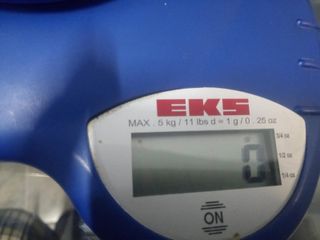 EKS
MAX. 5 kg / 11 lbs d = 1 g / 0.25 oz
3/4 oz
0
1/2 oz
1/4 oz
ON